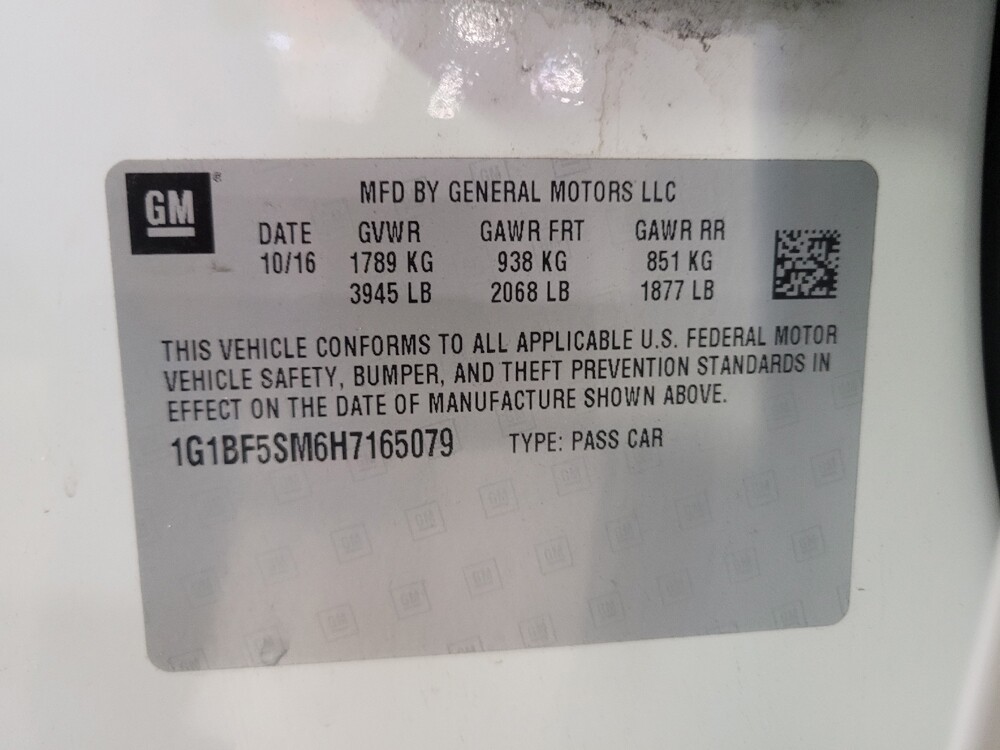 GM
MFD BY GENERAL MOTORS LLC
DATE GVWR GAWR FRT GAWR RR
10/16 1789 KG 938 KG 851 KG
3945 LB 2068 LB 1877 LB
THIS VEHICLE CONFORMS TO ALL APPLICABLE U.S. FEDERAL MOTOR
VEHICLE SAFETY, BUMPER, AND THEFT PREVENTION STANDARDS IN
EFFECT ON THE DATE OF MANUFACTURE SHOWN ABOVE.
1G1BF5SM6H7165079 TYPE: PASS CAR